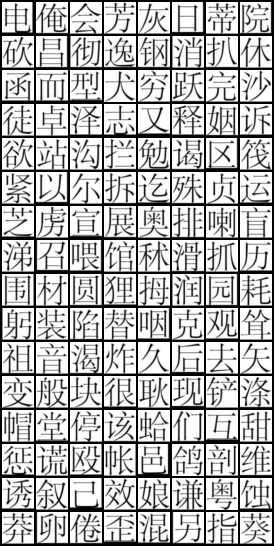 电俺会芳灰日蒂院
砍昌彻逸钢消扒休
函而型犬穷跃完沙
徒卓泽志又释姻诉
欲站沟拦勉谒区筏
紧以尔拆迄殊贞运
芝虏宣展奥排喇盲
涕召喂馆秫滑抓历
围材圆狸拇润园耗
躬装陷替咽克观耸
祖音渴炸久后去矢
变般块很耿现铲涤
帽堂停该蛤们互甜
惩谎殴帐邑鸽剖维
诱叙己效娘谦粤蚀
莽卵倦歪混另指葵